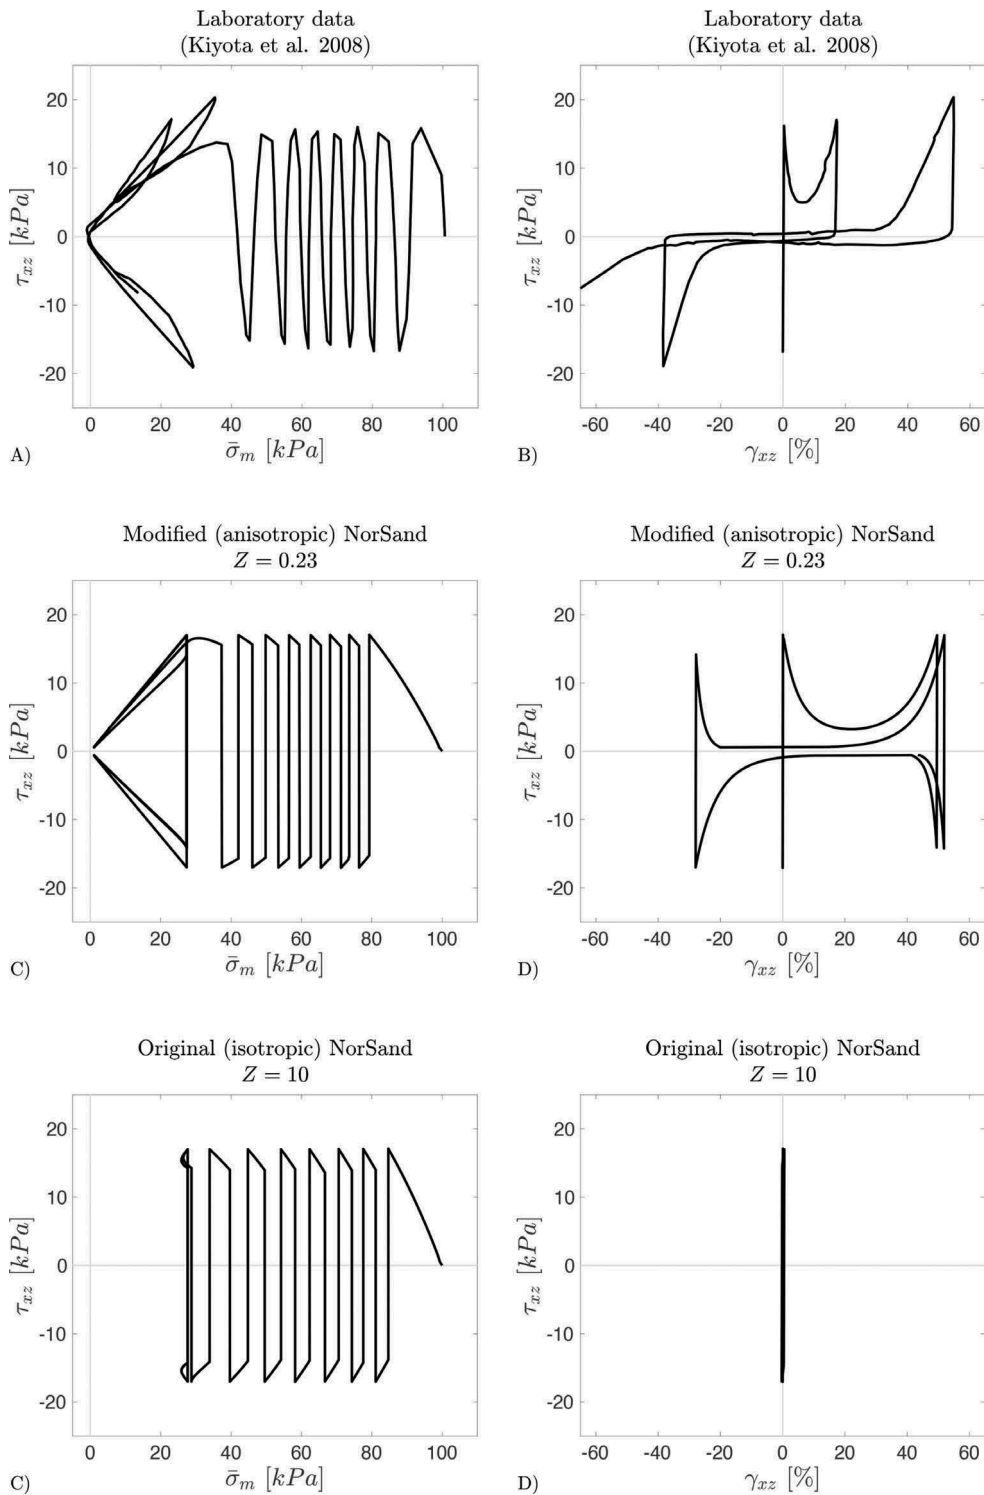 Laboratory data
(Kiyota et al. 2008)
20
10
0
-10
-20
τxz [kPa]
0 20 40 60 80 100
σ̄m [kPa]
A)
Laboratory data
(Kiyota et al. 2008)
20
10
0
-10
-20
τxz [kPa]
-60 -40 -20 0 20 40 60
γxz [%]
B)
Modified (anisotropic) NorSand
Z = 0.23
20
10
0
-10
-20
τxz [kPa]
0 20 40 60 80 100
σ̄m [kPa]
C)
Modified (anisotropic) NorSand
Z = 0.23
20
10
0
-10
-20
τxz [kPa]
-60 -40 -20 0 20 40 60
γxz [%]
D)
Original (isotropic) NorSand
Z = 10
20
10
0
-10
-20
τxz [kPa]
0 20 40 60 80 100
σ̄m [kPa]
C)
Original (isotropic) NorSand
Z = 10
20
10
0
-10
-20
τxz [kPa]
-60 -40 -20 0 20 40 60
γxz [%]
D)